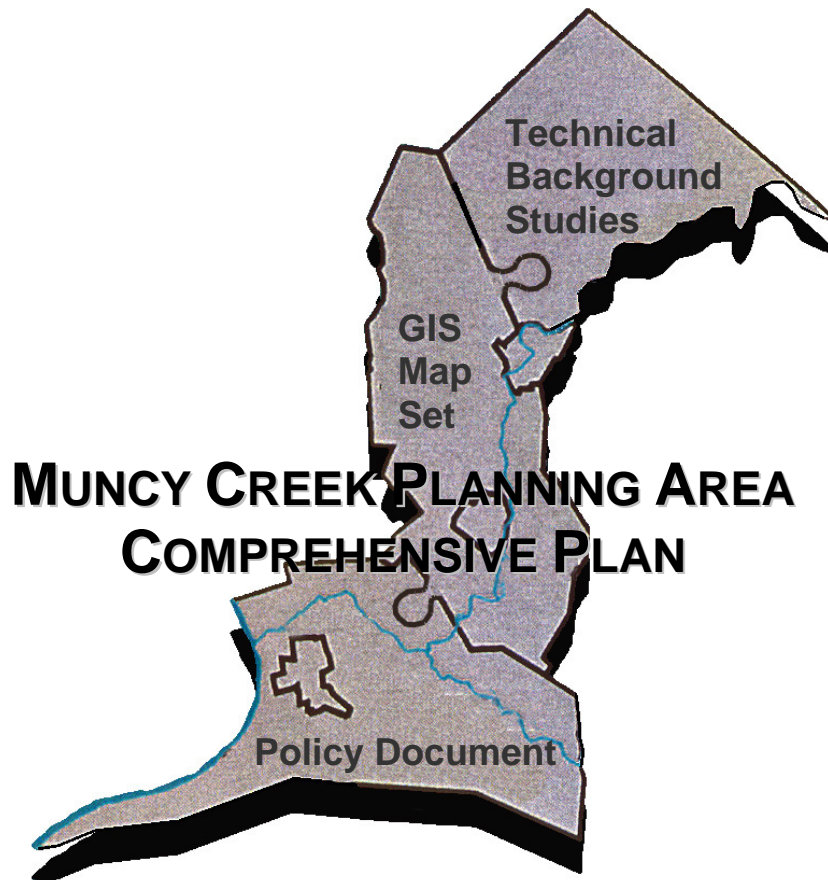 Technical
Background
Studies
GIS
Map
Set
MUNCY CREEK PLANNING AREA
COMPREHENSIVE PLAN
Policy Document